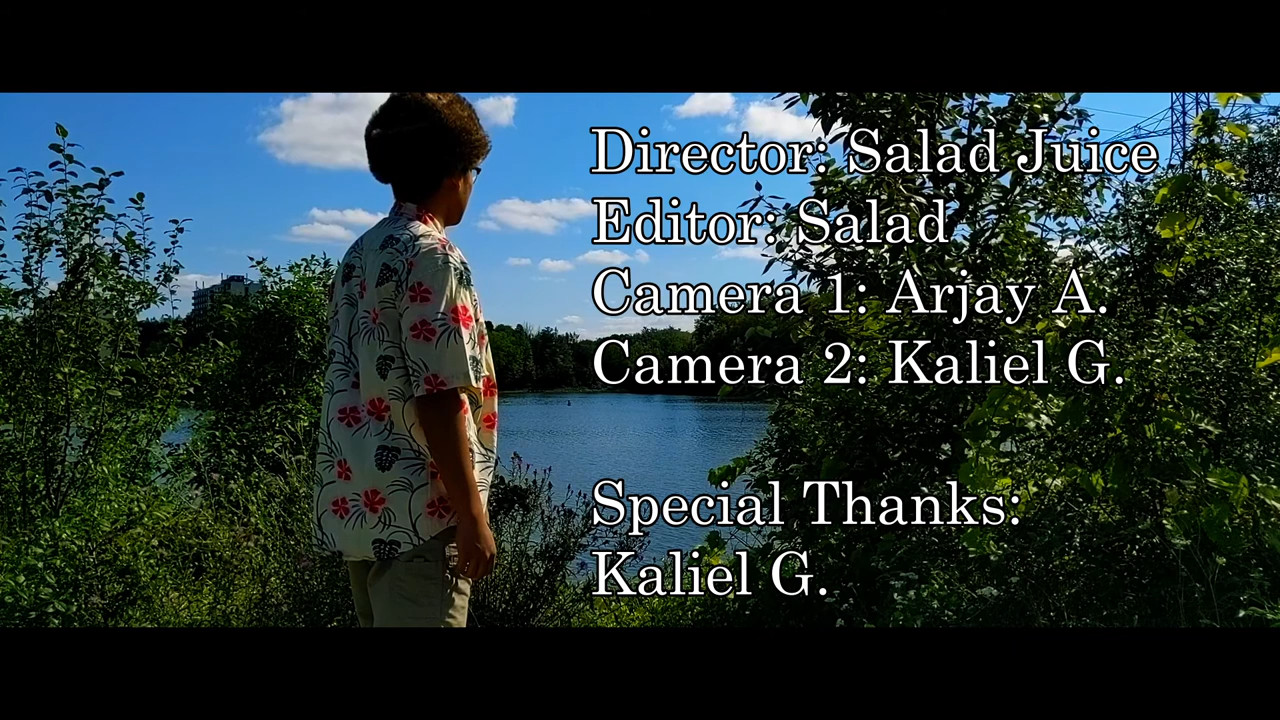 Director: Salad Juice
Editor: Salad
Camera 1: Arjay A.
Camera 2: Kaliel G.
Special Thanks:
Kaliel G.